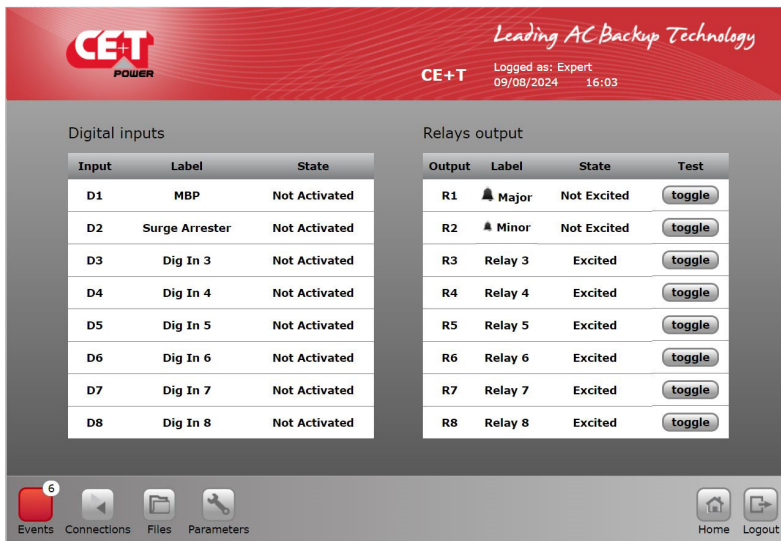 CE+T
POWER
Leading AC Backup Technology
CE+T
Logged as: Expert
09/08/2024 16:03
Digital inputs
Input Label State
D1 MBP Not Activated
D2 Surge Arrester Not Activated
D3 Dig In 3 Not Activated
D4 Dig In 4 Not Activated
D5 Dig In 5 Not Activated
D6 Dig In 6 Not Activated
D7 Dig In 7 Not Activated
D8 Dig In 8 Not Activated
Relays output
Output Label State Test
R1 Major Not Excited toggle
R2 Minor Not Excited toggle
R3 Relay 3 Excited toggle
R4 Relay 4 Excited toggle
R5 Relay 5 Excited toggle
R6 Relay 6 Excited toggle
R7 Relay 7 Excited toggle
R8 Relay 8 Excited toggle
6
Events Connections Files Parameters Home Logout